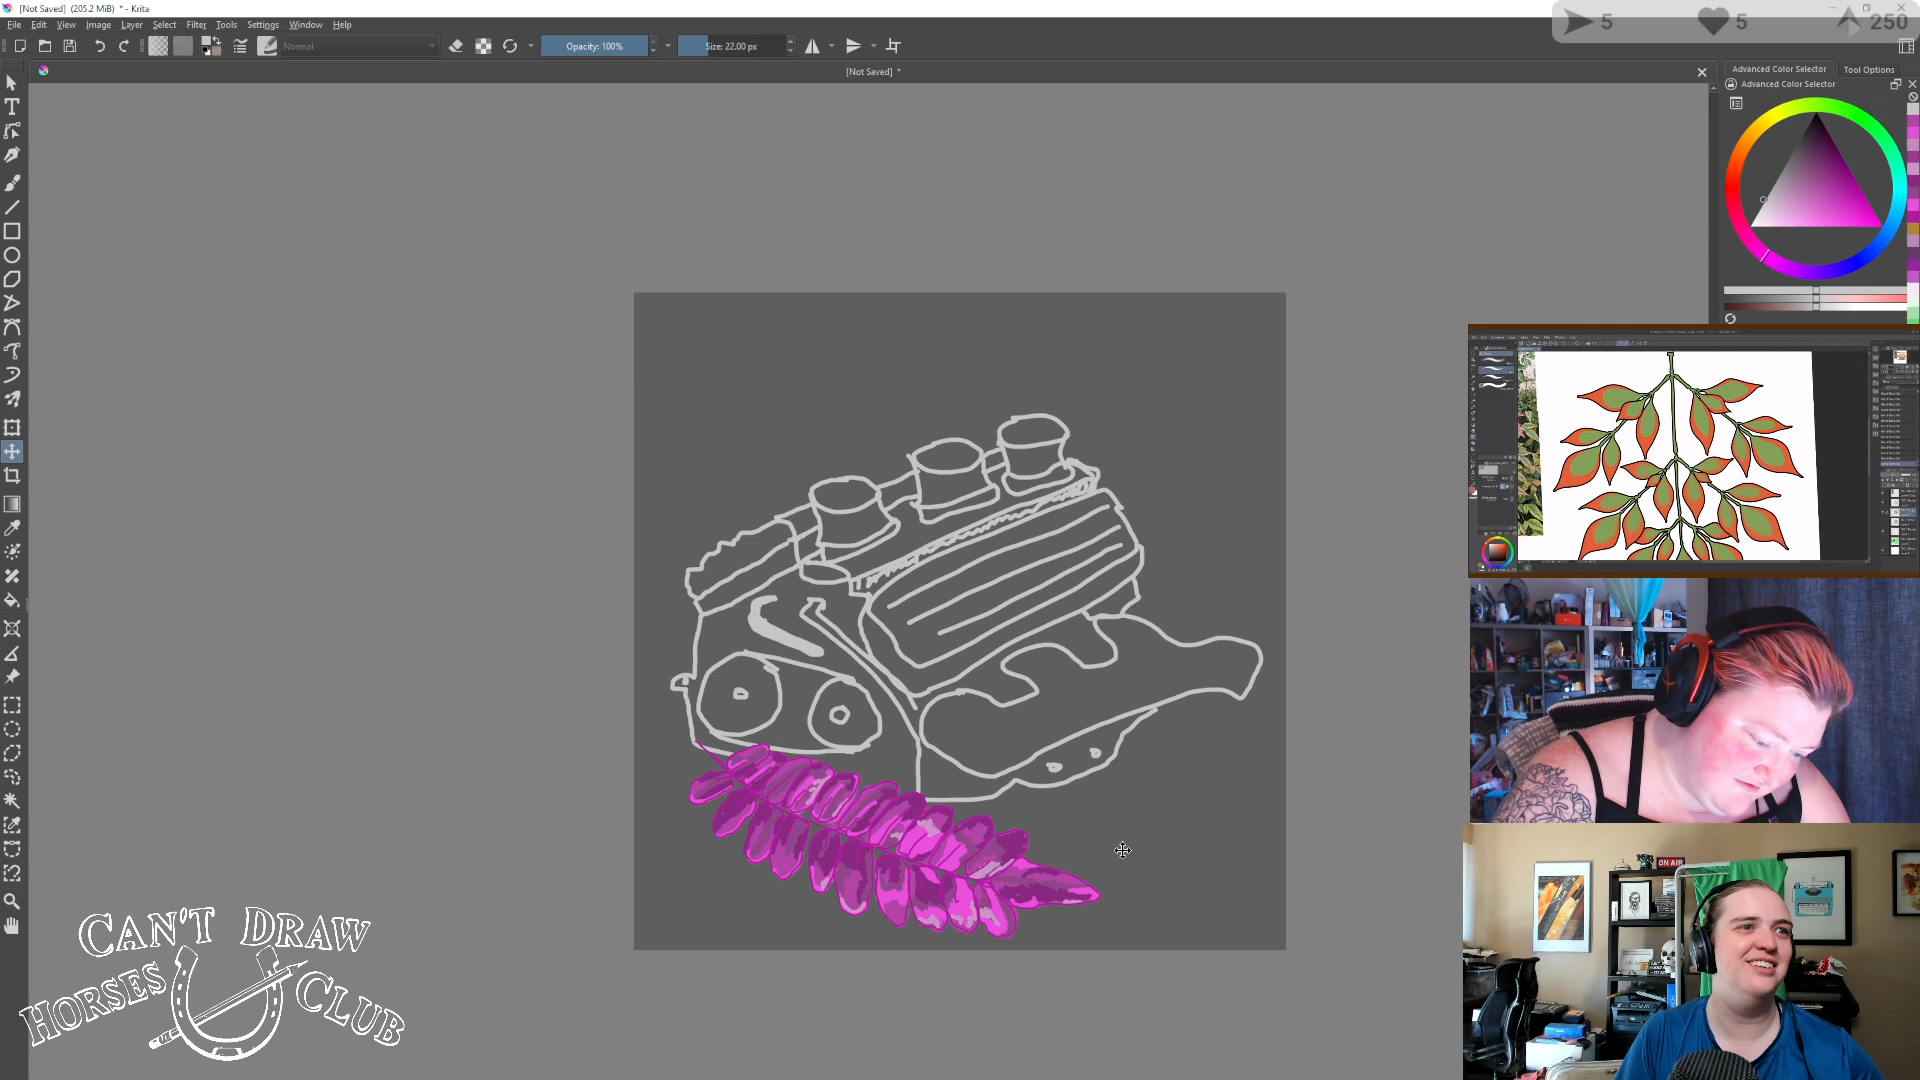 [Not Saved]  (205.2 MiB)  * - Krita
File  Edit  View  Image  Layer  Select  Filter  Tools  Settings  Window  Help
5  5  250
Normal  Opacity: 100%  Size: 22.00 px
[Not Saved]  *
Advanced Color Selector  Tool Options
Advanced Color Selector
ON AIR
CAN'T DRAW
HORSES CLUB